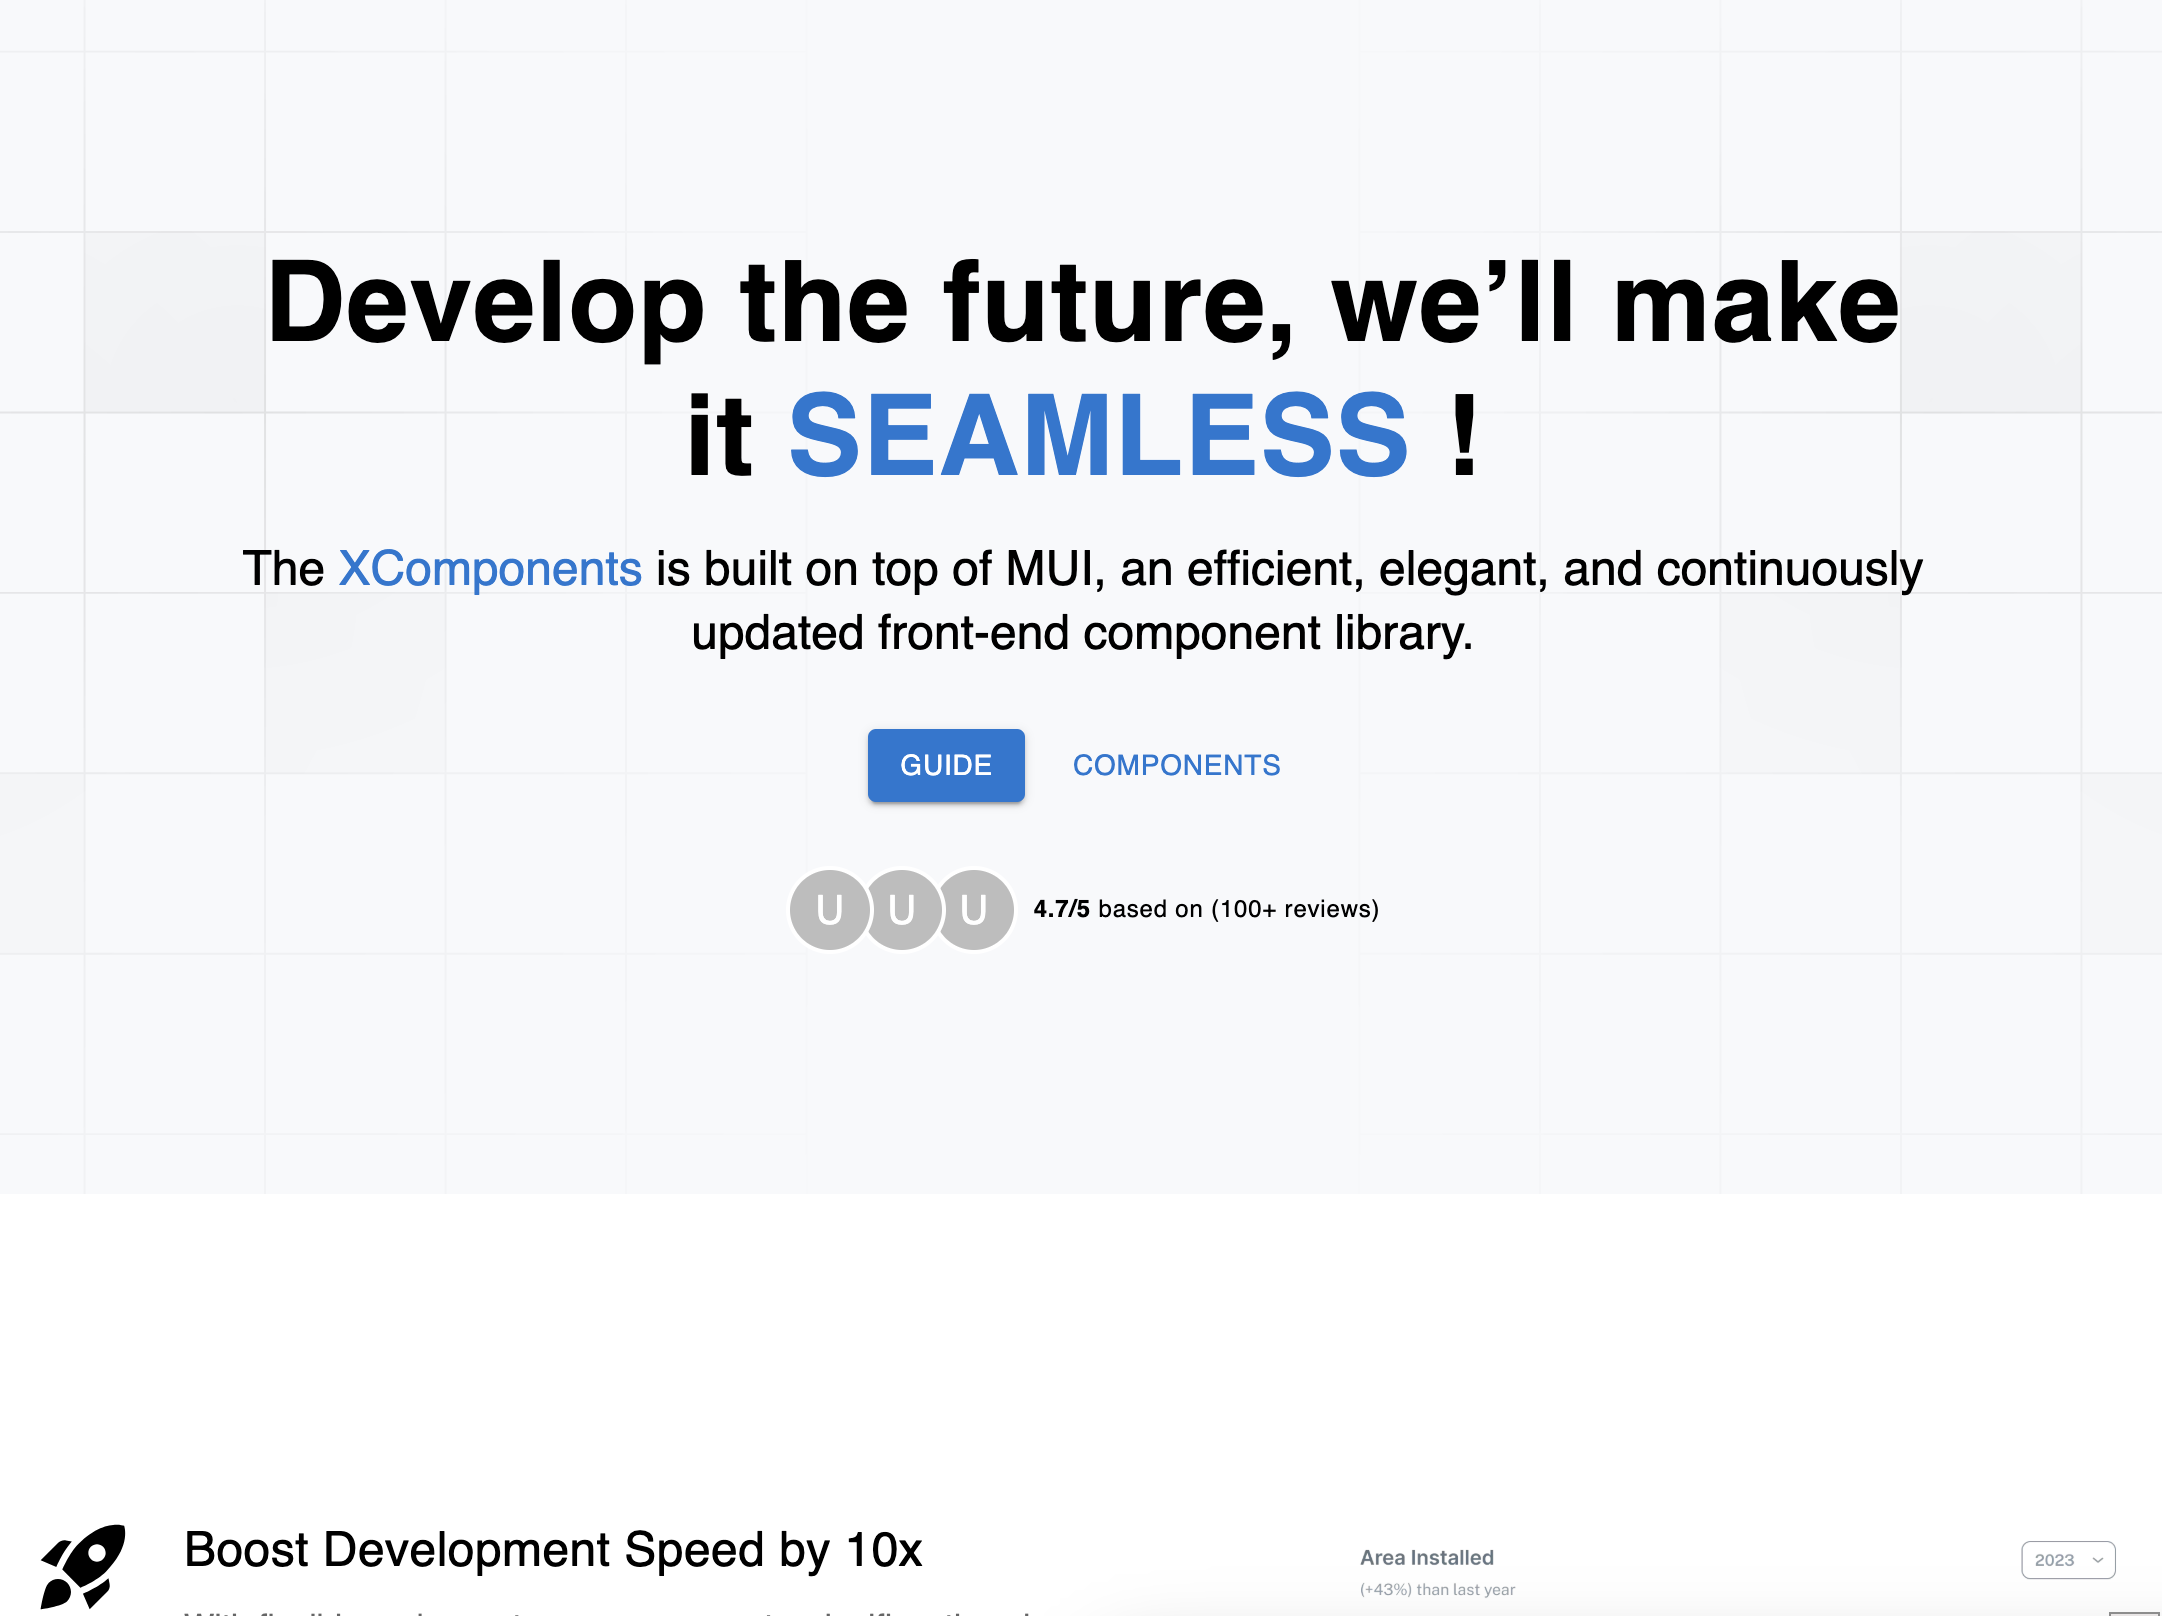 Develop the future, we’ll make
it SEAMLESS !
The XComponents is built on top of MUI, an efficient, elegant, and continuously
updated front-end component library.
GUIDE COMPONENTS
U U U 4.7/5 based on (100+ reviews)
Boost Development Speed by 10x
Area Installed
2023
(+43%) than last year